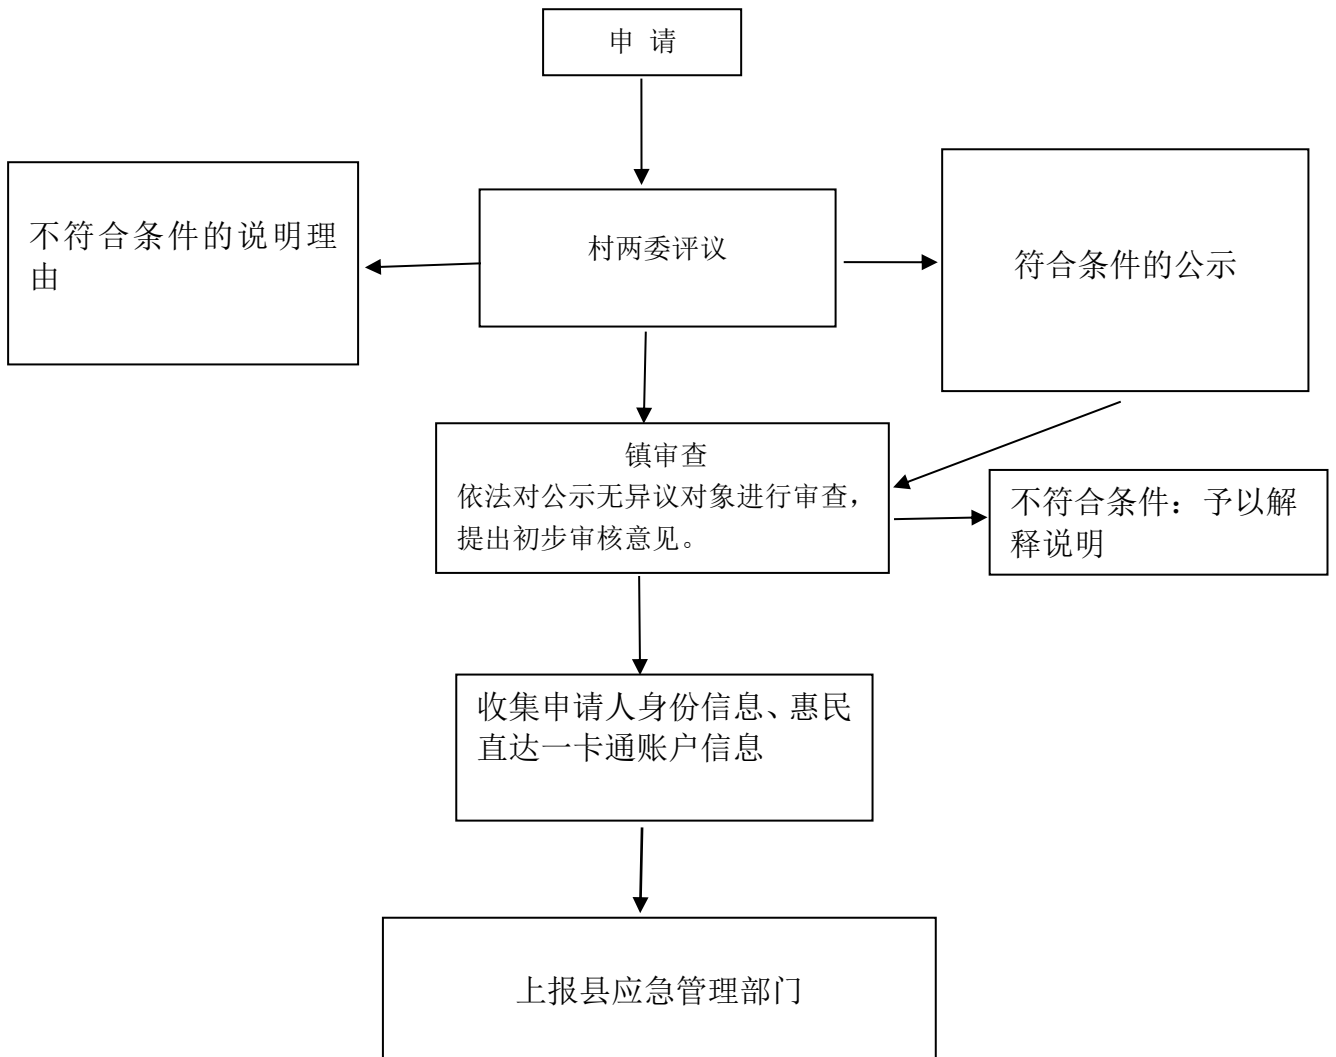 申 请
不符合条件的说明理
由
村两委评议
符合条件的公示
镇审查
依法对公示无异议对象进行审查，
提出初步审核意见。
不符合条件：予以解
释说明
收集申请人身份信息、惠民
直达一卡通账户信息
上报县应急管理部门